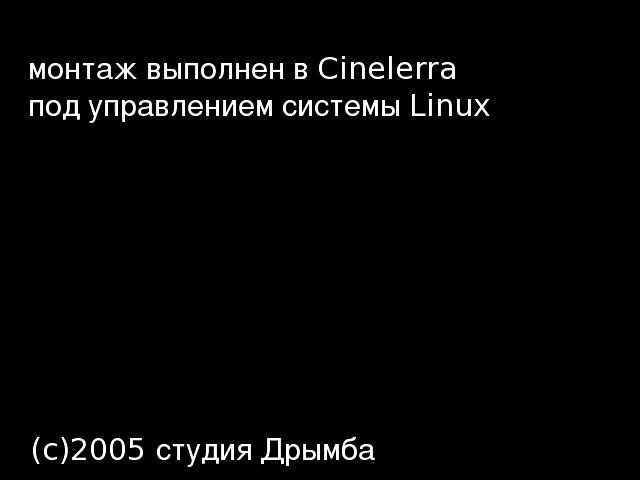 монтаж выполнен в Cinelerra
под управлением системы Linux
(c)2005 студия Дрымба